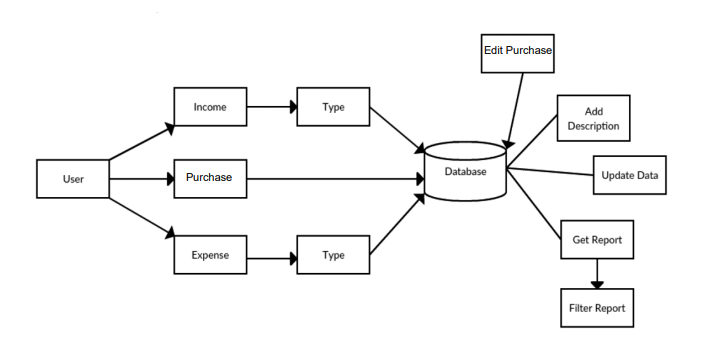 Edit Purchase
Income
Type
Add
Description
Database
User
Purchase
Update Data
Get Report
Expense
Type
Filter Report